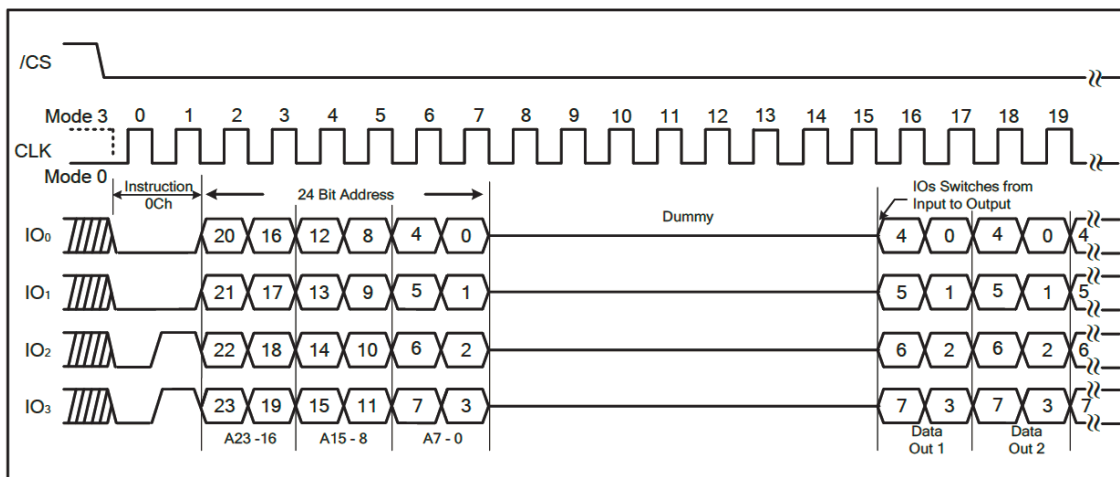 /CS
Mode 3 0 1 2 3 4 5 6 7 8 9 10 11 12 13 14 15 16 17 18 19
CLK
Mode 0
Instruction
0Ch
24 Bit Address
IOs Switches from
Input to Output
Dummy
IO0 20 16 12 8 4 0 4 0 4 0 4
IO1 21 17 13 9 5 1 5 1 5 1 5
IO2 22 18 14 10 6 2 6 2 6 2 6
IO3 23 19 15 11 7 3 7 3 7 3 7
A23 -16 A15 - 8 A7 - 0
Data
Out 1
Data
Out 2